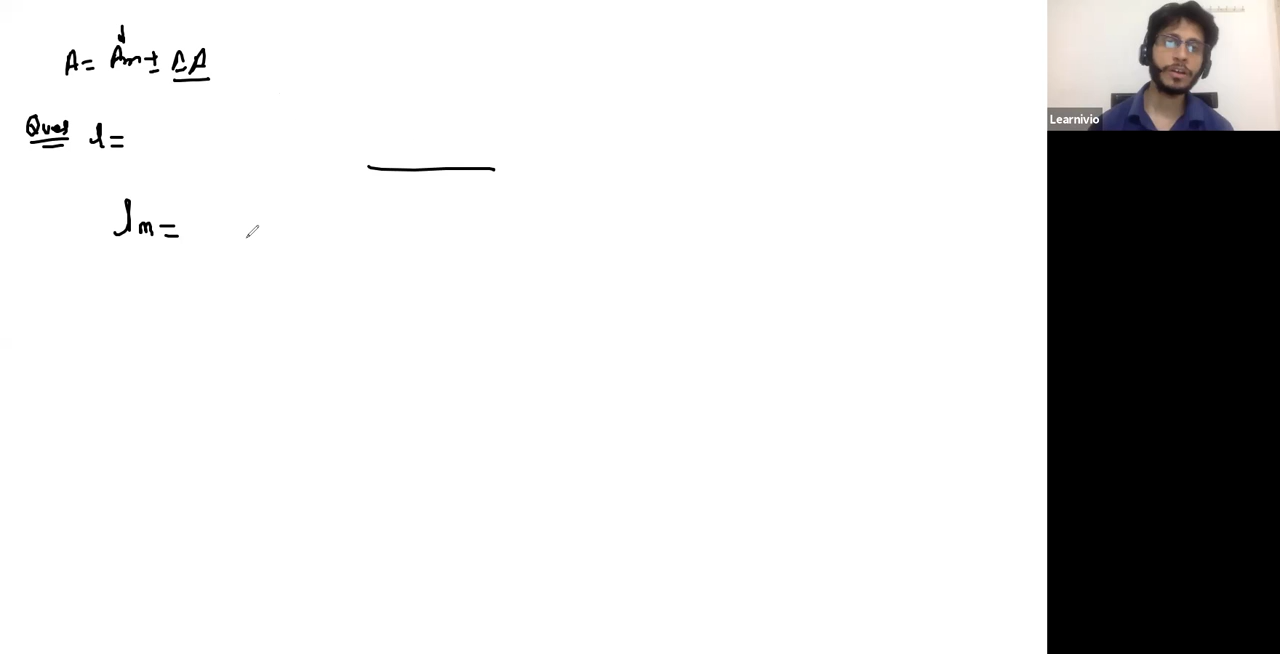 A = Am ± ΔA
Ques l =
lm =
Learnivio